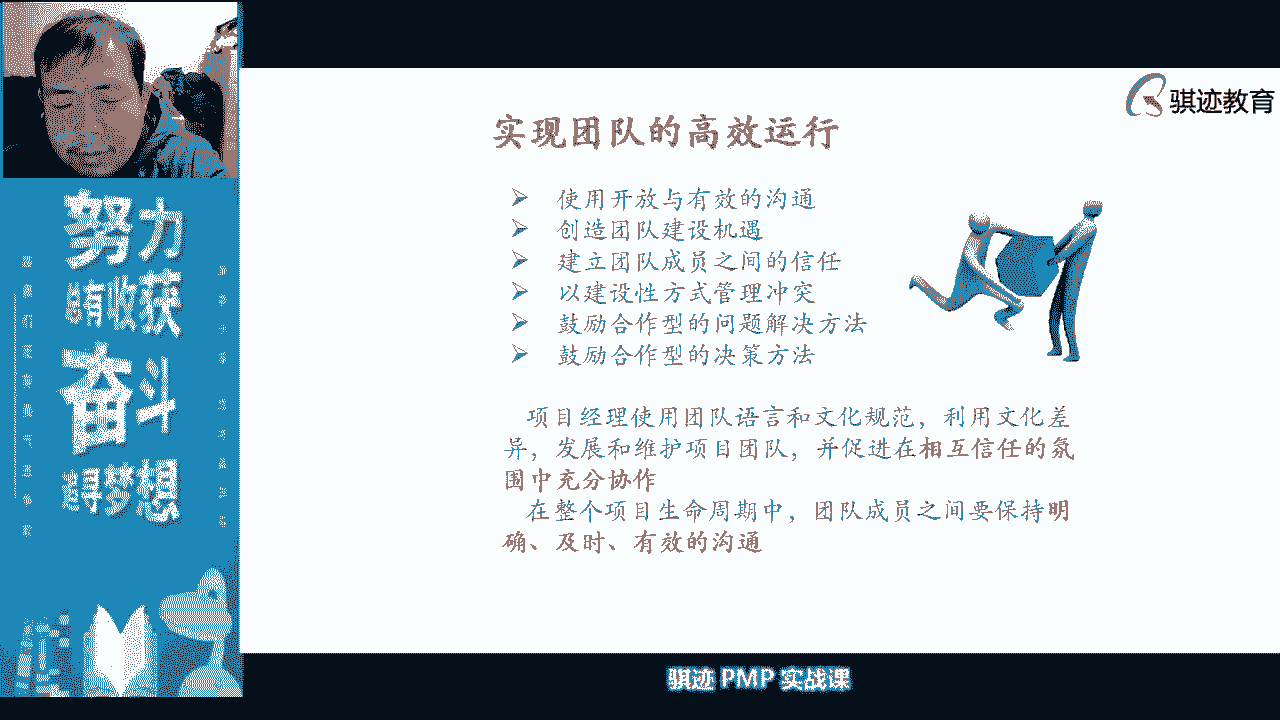 骐迹教育
实现团队的高效运行
使用开放与有效的沟通
创造团队建设机遇
建立团队成员之间的信任
以建设性方式管理冲突
鼓励合作型的问题解决方法
鼓励合作型的决策方法
项目经理使用团队语言和文化规范，利用文化差
异，发展和维护项目团队，并促进在相互信任的氛
围中充分协作
在整个项目生命周期中，团队成员之间要保持明
确、及时、有效的沟通
努力
收获
奋斗
梦想
骐迹 PMP 实战课